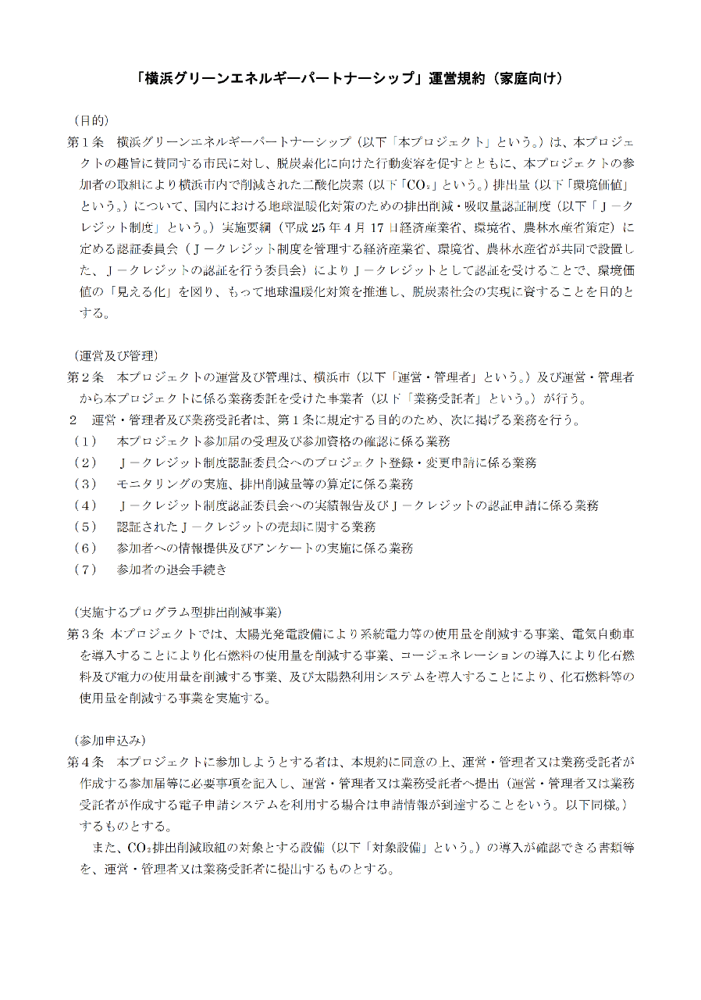 「横浜グリーンエネルギーパートナーシップ」運営規約（家庭向け）
（目的）
第１条　横浜グリーンエネルギーパートナーシップ（以下「本プロジェクト」という。）は、本プロジェ
クトの趣旨に賛同する市民に対し、脱炭素化に向けた行動変容を促すとともに、本プロジェクトの参
加者の取組により横浜市内で削減された二酸化炭素（以下「CO₂」という。）排出量（以下「環境価値」
という。）について、国内における地球温暖化対策のための排出削減・吸収量認証制度（以下「Ｊ－ク
レジット制度」という。）実施要綱（平成 25 年 4 月 17 日経済産業省、環境省、農林水産省策定）に
定める認証委員会（Ｊ－クレジット制度を管理する経済産業省、環境省、農林水産省が共同で設置し
た、Ｊ－クレジットの認証を行う委員会）によりＪ－クレジットとして認証を受けることで、環境価
値の「見える化」を図り、もって地球温暖化対策を推進し、脱炭素社会の実現に資することを目的と
する。
（運営及び管理）
第２条　本プロジェクトの運営及び管理は、横浜市（以下「運営・管理者」という。）及び運営・管理者
から本プロジェクトに係る業務委託を受けた事業者（以下「業務受託者」という。）が行う。
２　運営・管理者及び業務受託者は、第１条に規定する目的のため、次に掲げる業務を行う。
（１）　本プロジェクト参加届の受理及び参加資格の確認に係る業務
（２）　Ｊ－クレジット制度認証委員会へのプロジェクト登録・変更申請に係る業務
（３）　モニタリングの実施、排出削減量等の算定に係る業務
（４）　Ｊ－クレジット制度認証委員会への実績報告及びＪ－クレジットの認証申請に係る業務
（５）　認証されたＪ－クレジットの売却に関する業務
（６）　参加者への情報提供及びアンケートの実施に係る業務
（７）　参加者の退会手続き
（実施するプログラム型排出削減事業）
第３条 本プロジェクトでは、太陽光発電設備により系統電力等の使用量を削減する事業、電気自動車
を導入することにより化石燃料の使用量を削減する事業、コージェネレーションの導入により化石燃
料及び電力の使用量を削減する事業、及び太陽熱利用システムを導入することにより、化石燃料等の
使用量を削減する事業を実施する。
（参加申込み）
第４条　本プロジェクトに参加しようとする者は、本規約に同意の上、運営・管理者又は業務受託者が
作成する参加届等に必要事項を記入し、運営・管理者又は業務受託者へ提出（運営・管理者又は業務
受託者が作成する電子申請システムを利用する場合は申請情報が到達することをいう。以下同様。）
するものとする。
また、CO₂排出削減取組の対象とする設備（以下「対象設備」という。）の導入が確認できる書類等
を、運営・管理者又は業務受託者に提出するものとする。